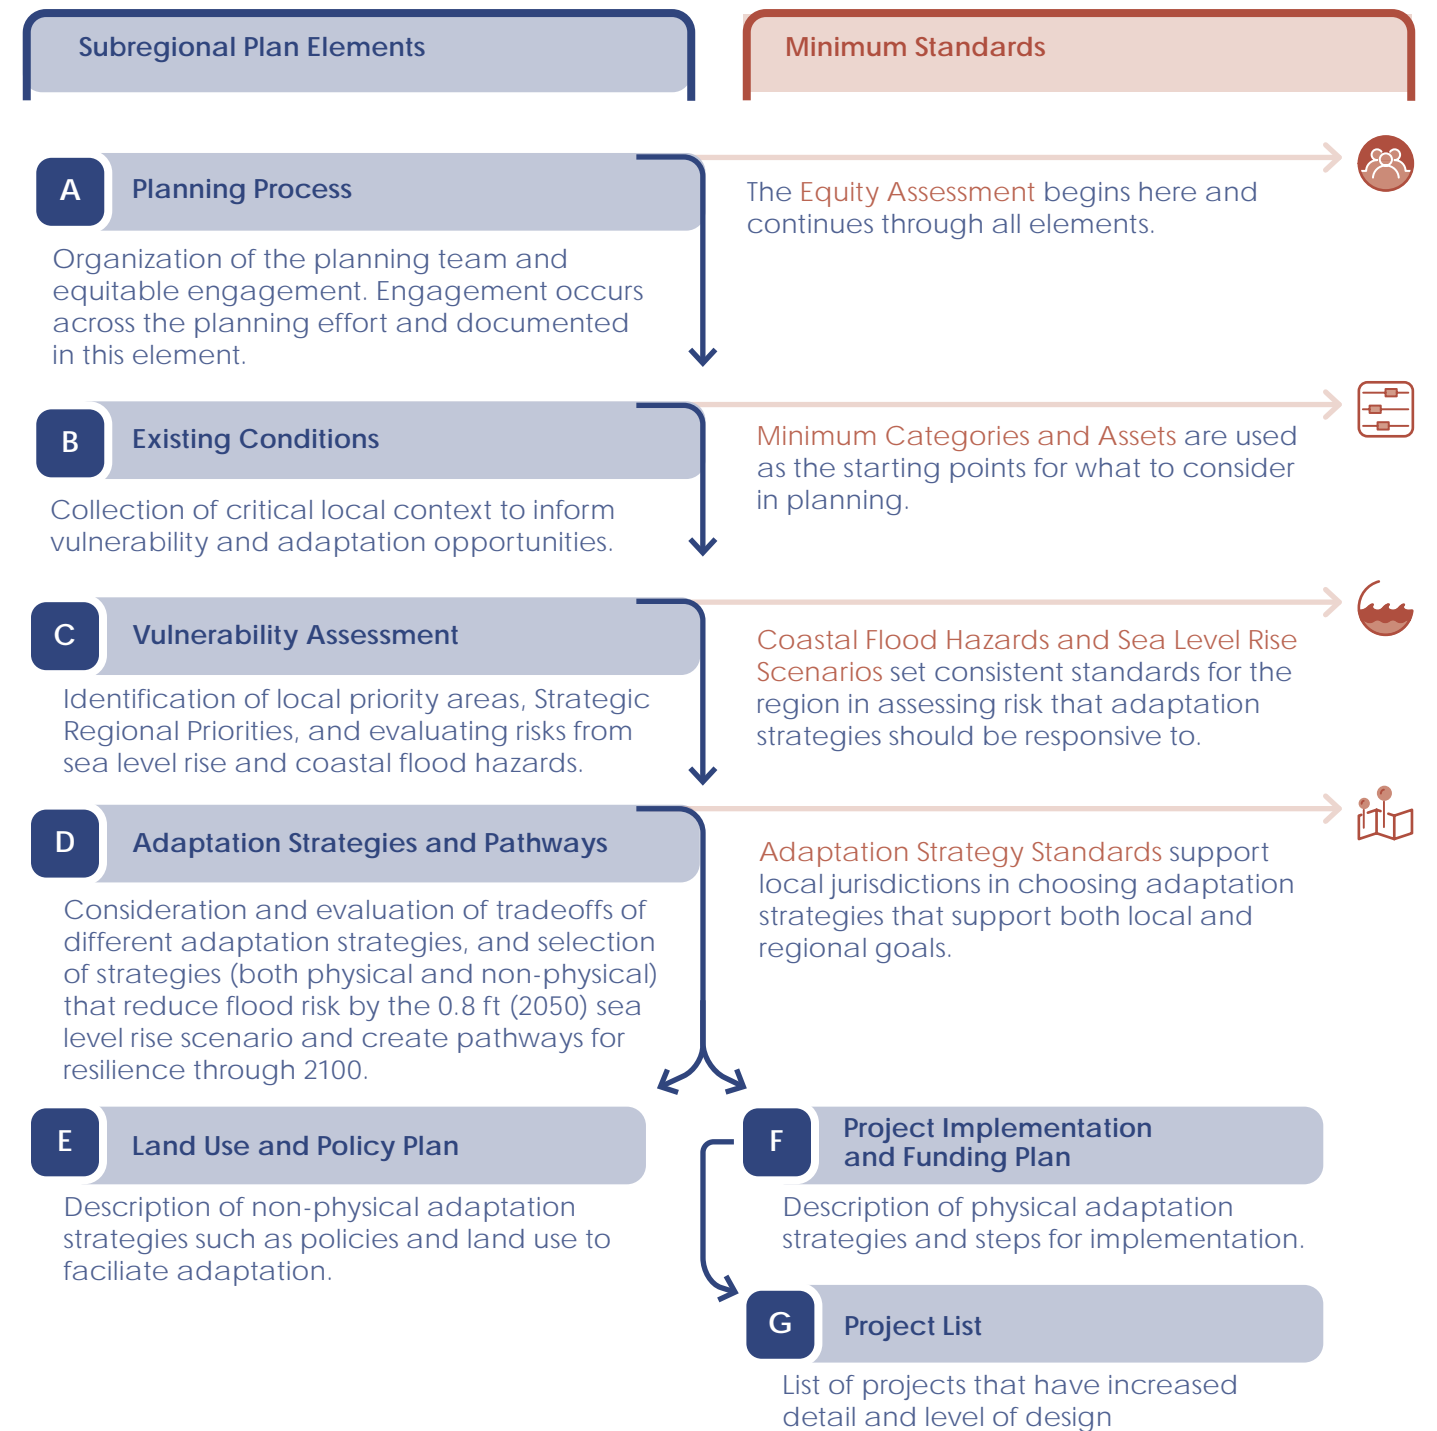 Subregional Plan Elements
Minimum Standards
A
Planning Process
Organization of the planning team and
equitable engagement. Engagement occurs
across the planning effort and documented
in this element.
The Equity Assessment begins here and
continues through all elements.
B
Existing Conditions
Collection of critical local context to inform
vulnerability and adaptation opportunities.
Minimum Categories and Assets are used
as the starting points for what to consider
in planning.
C
Vulnerability Assessment
Identification of local priority areas, Strategic
Regional Priorities, and evaluating risks from
sea level rise and coastal flood hazards.
Coastal Flood Hazards and Sea Level Rise
Scenarios set consistent standards for the
region in assessing risk that adaptation
strategies should be responsive to.
D
Adaptation Strategies and Pathways
Consideration and evaluation of tradeoffs of
different adaptation strategies, and selection
of strategies (both physical and non-physical)
that reduce flood risk by the 0.8 ft (2050) sea
level rise scenario and create pathways for
resilience through 2100.
Adaptation Strategy Standards support
local jurisdictions in choosing adaptation
strategies that support both local and
regional goals.
E
Land Use and Policy Plan
Description of non-physical adaptation
strategies such as policies and land use to
faciliate adaptation.
F
Project Implementation
and Funding Plan
Description of physical adaptation
strategies and steps for implementation.
G
Project List
List of projects that have increased
detail and level of design